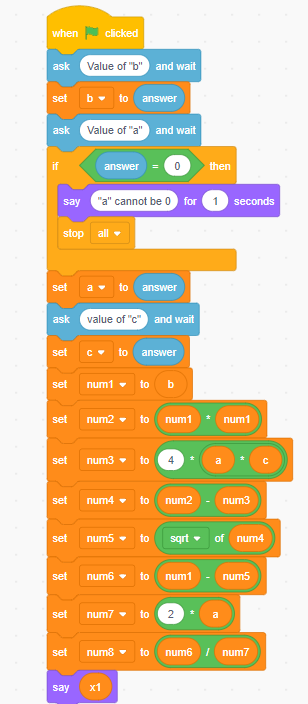 when clicked
ask Value of "b" and wait
set b to answer
ask Value of "a" and wait
if answer = 0 then
say "a" cannot be 0 for 1 seconds
stop all
set a to answer
ask value of "c" and wait
set c to answer
set num1 to b
set num2 to num1 * num1
set num3 to 4 * a * c
set num4 to num2 - num3
set num5 to sqrt of num4
set num6 to num1 - num5
set num7 to 2 * a
set num8 to num6 / num7
say x1